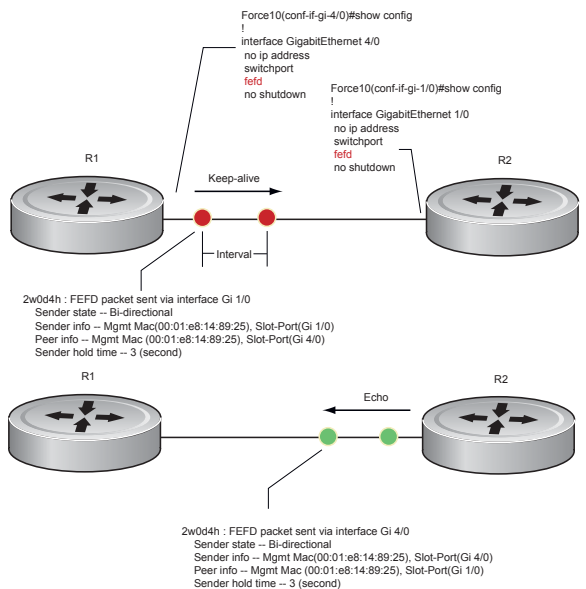 Force10(conf-if-gi-4/0)#show config
!
interface GigabitEthernet 4/0
no ip address
switchport
fefd
no shutdown
Force10(conf-if-gi-1/0)#show config
!
interface GigabitEthernet 1/0
no ip address
switchport
fefd
no shutdown
R1
R2
Keep-alive
Interval
2w0d4h : FEFD packet sent via interface Gi 1/0
Sender state -- Bi-directional
Sender info -- Mgmt Mac(00:01:e8:14:89:25), Slot-Port(Gi 1/0)
Peer info -- Mgmt Mac (00:01:e8:14:89:25), Slot-Port(Gi 4/0)
Sender hold time -- 3 (second)
R1
R2
Echo
2w0d4h : FEFD packet sent via interface Gi 4/0
Sender state -- Bi-directional
Sender info -- Mgmt Mac(00:01:e8:14:89:25), Slot-Port(Gi 4/0)
Peer info -- Mgmt Mac (00:01:e8:14:89:25), Slot-Port(Gi 1/0)
Sender hold time -- 3 (second)